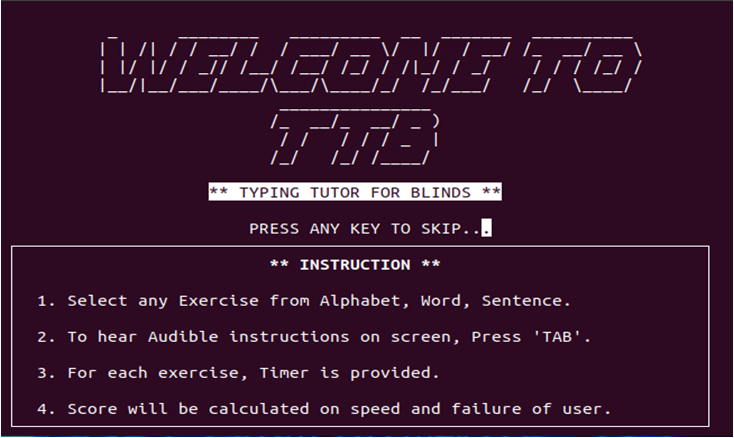 WELCOME TO
TTB
** TYPING TUTOR FOR BLINDS **
PRESS ANY KEY TO SKIP...
** INSTRUCTION **
1. Select any Exercise from Alphabet, Word, Sentence.
2. To hear Audible instructions on screen, Press 'TAB'.
3. For each exercise, Timer is provided.
4. Score will be calculated on speed and failure of user.